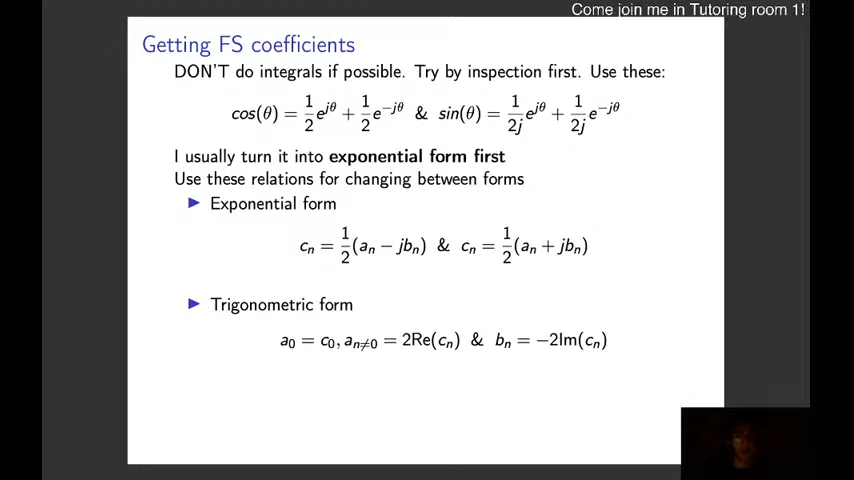 Come join me in Tutoring room 1!
Getting FS coefficients
DON'T do integrals if possible. Try by inspection first. Use these:
cos(θ) = 1/2 e^{jθ} + 1/2 e^{−jθ} & sin(θ) = 1/2j e^{jθ} + 1/2j e^{−jθ}
I usually turn it into exponential form first
Use these relations for changing between forms
▶ Exponential form
c_n = 1/2 (a_n − jb_n) & c_n = 1/2 (a_n + jb_n)
▶ Trigonometric form
a_0 = c_0, a_{n≠0} = 2Re(c_n) & b_n = −2Im(c_n)